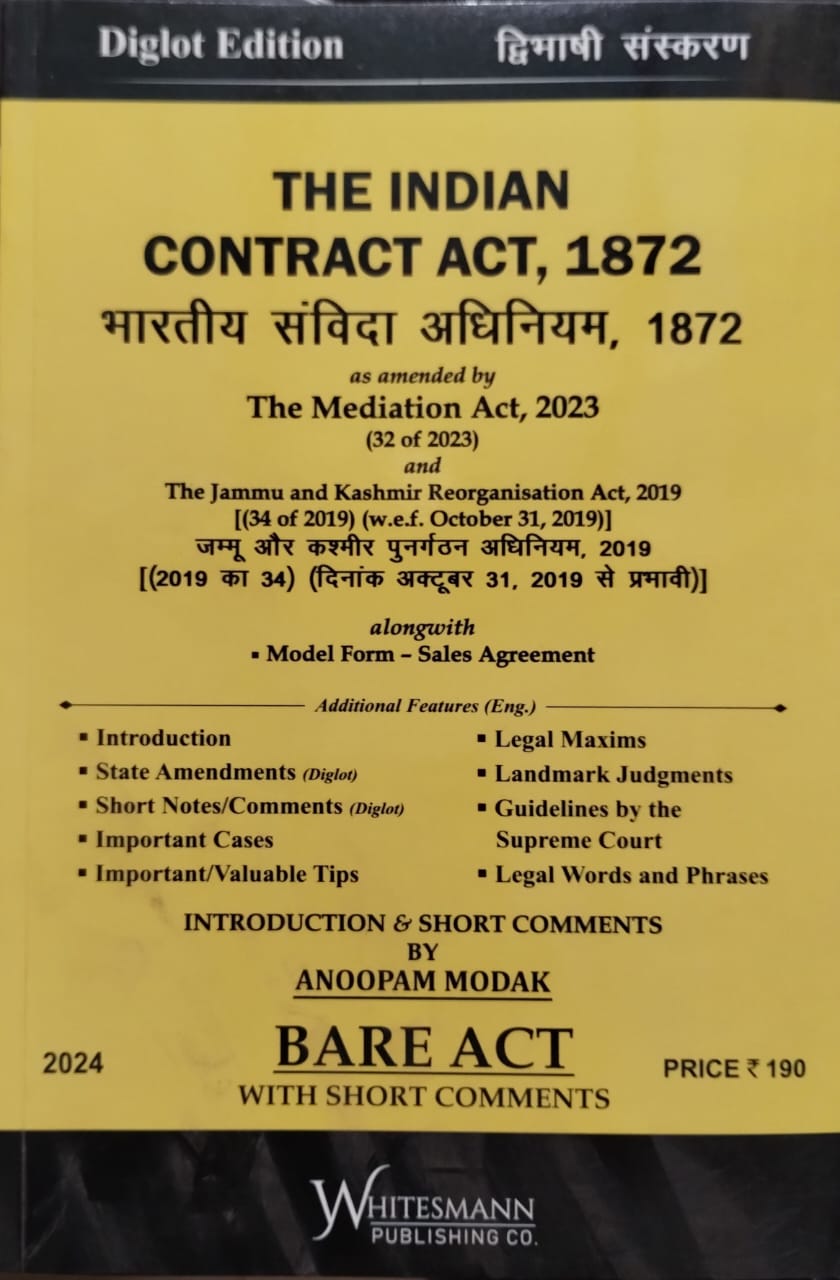 Diglot Edition द्विभाषी संस्करण
THE INDIAN
CONTRACT ACT, 1872
भारतीय संविदा अधिनियम, 1872
as amended by
The Mediation Act, 2023
(32 of 2023)
and
The Jammu and Kashmir Reorganisation Act, 2019
[(34 of 2019) (w.e.f. October 31, 2019)]
जम्मू और कश्मीर पुनर्गठन अधिनियम, 2019
[(2019 का 34) (दिनांक अक्टूबर 31, 2019 से प्रभावी)]
alongwith
▪ Model Form – Sales Agreement
Additional Features (Eng.)
▪ Introduction
▪ State Amendments (Diglot)
▪ Short Notes/Comments (Diglot)
▪ Important Cases
▪ Important/Valuable Tips
▪ Legal Maxims
▪ Landmark Judgments
▪ Guidelines by the
Supreme Court
▪ Legal Words and Phrases
INTRODUCTION & SHORT COMMENTS
BY
ANOOPAM MODAK
2024 BARE ACT PRICE ₹ 190
WITH SHORT COMMENTS
WHITESMANN
PUBLISHING CO.